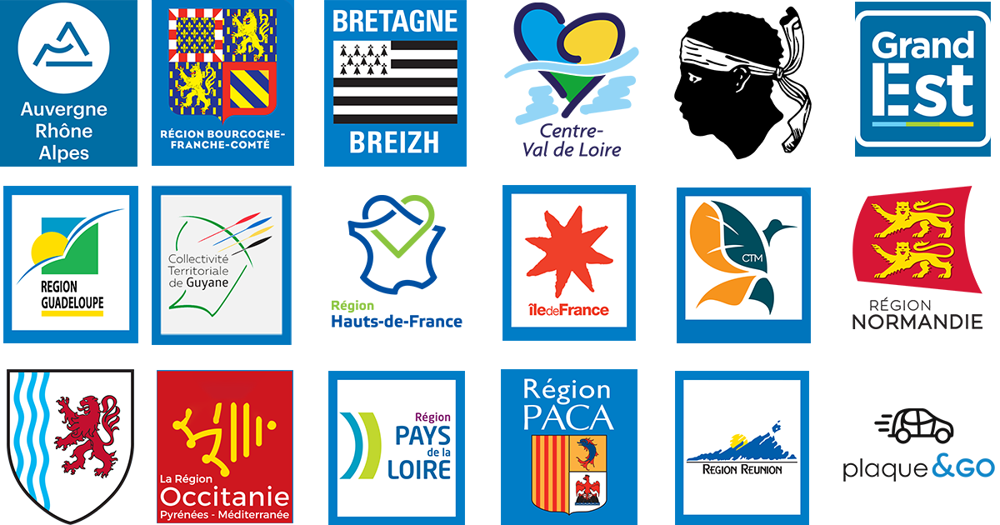 Auvergne
Rhône
Alpes
RÉGION BOURGOGNE-
FRANCHE-COMTÉ
BRETAGNE
BREIZH
Centre-
Val de Loire
Grand
Est
REGION
GUADELOUPE
Collectivité
Territoriale
de Guyane
Région
Hauts-de-France
îledeFrance
CTM
RÉGION
NORMANDIE
La Région
Occitanie
Pyrénées - Méditerranée
Région
PAYS
de la
LOIRE
Région
PACA
REGION REUNION
plaque &GO